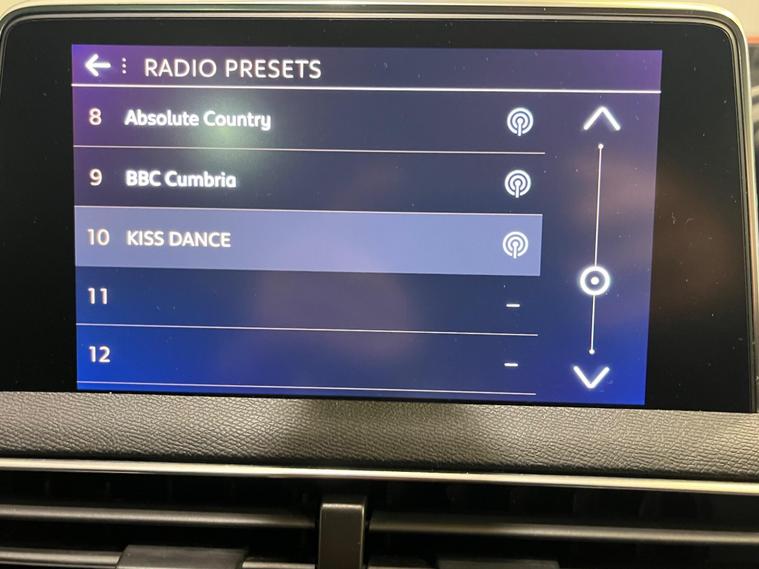 RADIO PRESETS
8 Absolute Country
9 BBC Cumbria
10 KISS DANCE
11 –
12 –